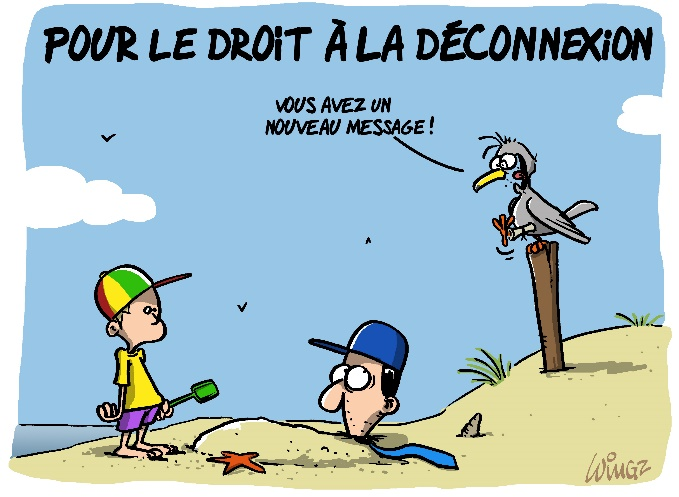 POUR LE DROIT À LA DÉCONNEXION
VOUS AVEZ UN
NOUVEAU MESSAGE !
WINGZ